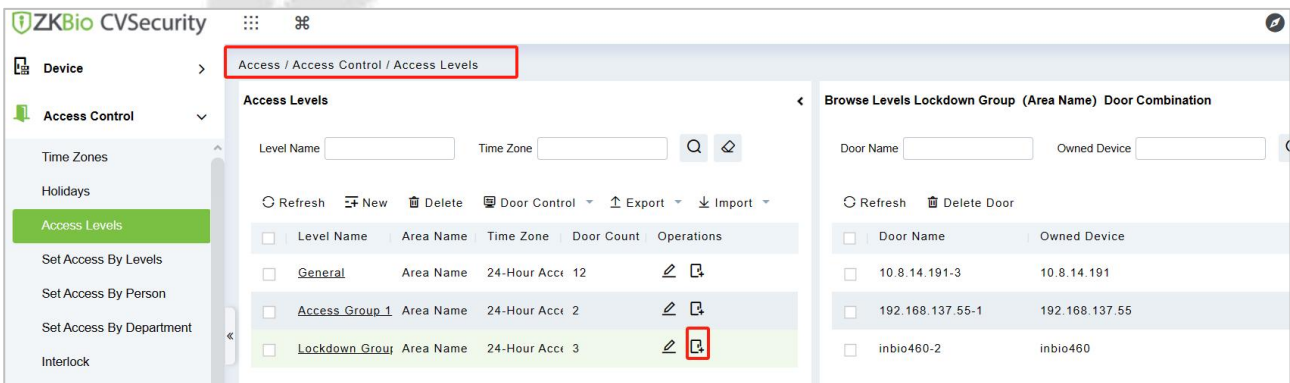 ZKBio CVSecurity
Device
Access Control
Time Zones
Holidays
Access Levels
Set Access By Levels
Set Access By Person
Set Access By Department
Interlock
Access / Access Control / Access Levels
Access Levels
Level Name Time Zone
Refresh New Delete Door Control Export Import
Level Name Area Name Time Zone Door Count Operations
General Area Name 24-Hour Acce 12
Access Group 1 Area Name 24-Hour Acce 2
Lockdown Group Area Name 24-Hour Acce 3
Browse Levels Lockdown Group (Area Name) Door Combination
Door Name Owned Device
Refresh Delete Door
Door Name Owned Device
10.8.14.191-3 10.8.14.191
192.168.137.55-1 192.168.137.55
inbio460-2 inbio460